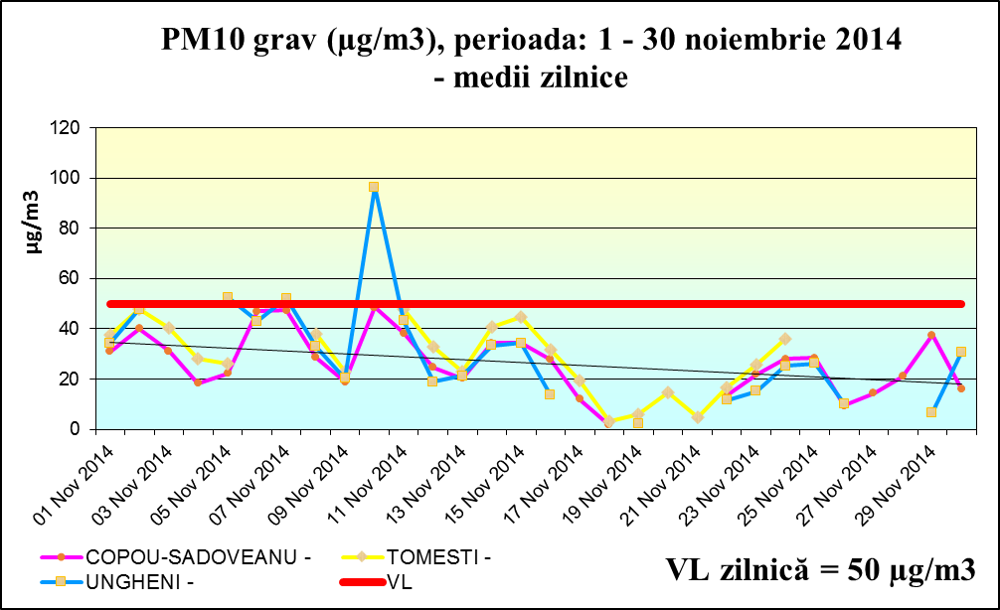 PM10 grav (µg/m3), perioada: 1 - 30 noiembrie 2014
- medii zilnice
120
100
80
60
40
20
0
µg/m3
01 Nov 2014
03 Nov 2014
05 Nov 2014
07 Nov 2014
09 Nov 2014
11 Nov 2014
13 Nov 2014
15 Nov 2014
17 Nov 2014
19 Nov 2014
21 Nov 2014
23 Nov 2014
25 Nov 2014
27 Nov 2014
29 Nov 2014
COPOU-SADOVEANU - TOMESTI -
UNGHENI - VL
VL zilnică = 50 µg/m3